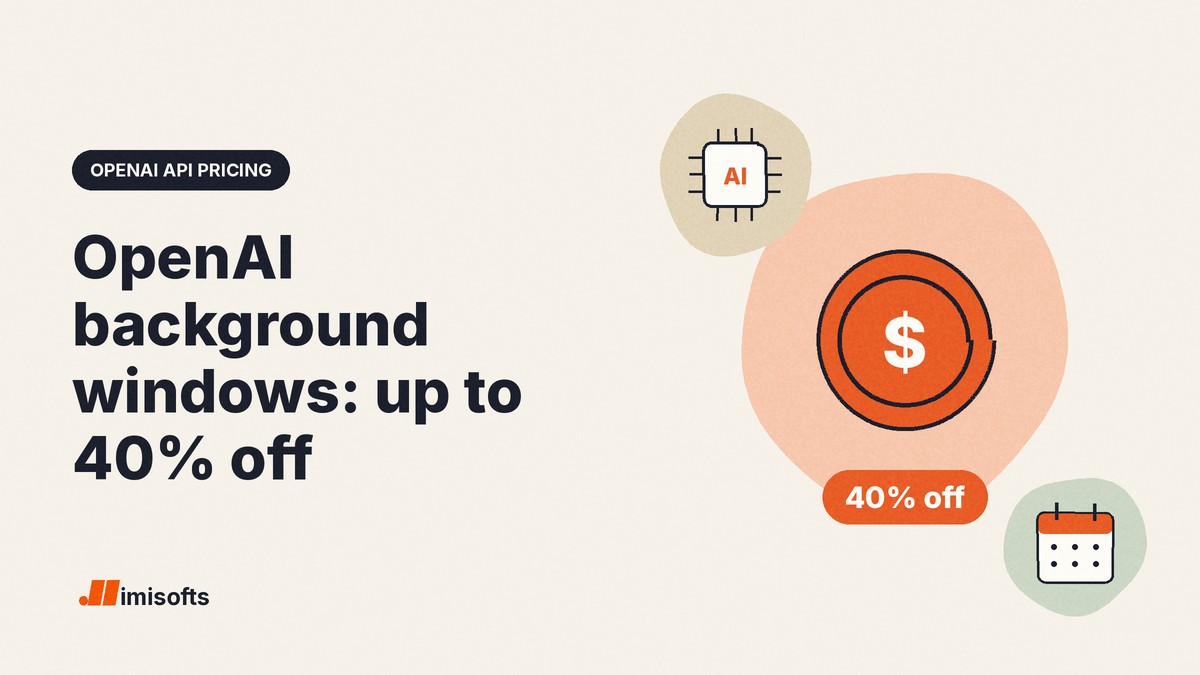 OPENAI API PRICING
OpenAI
background
windows: up to
40% off
imisofts
AI
$
40% off